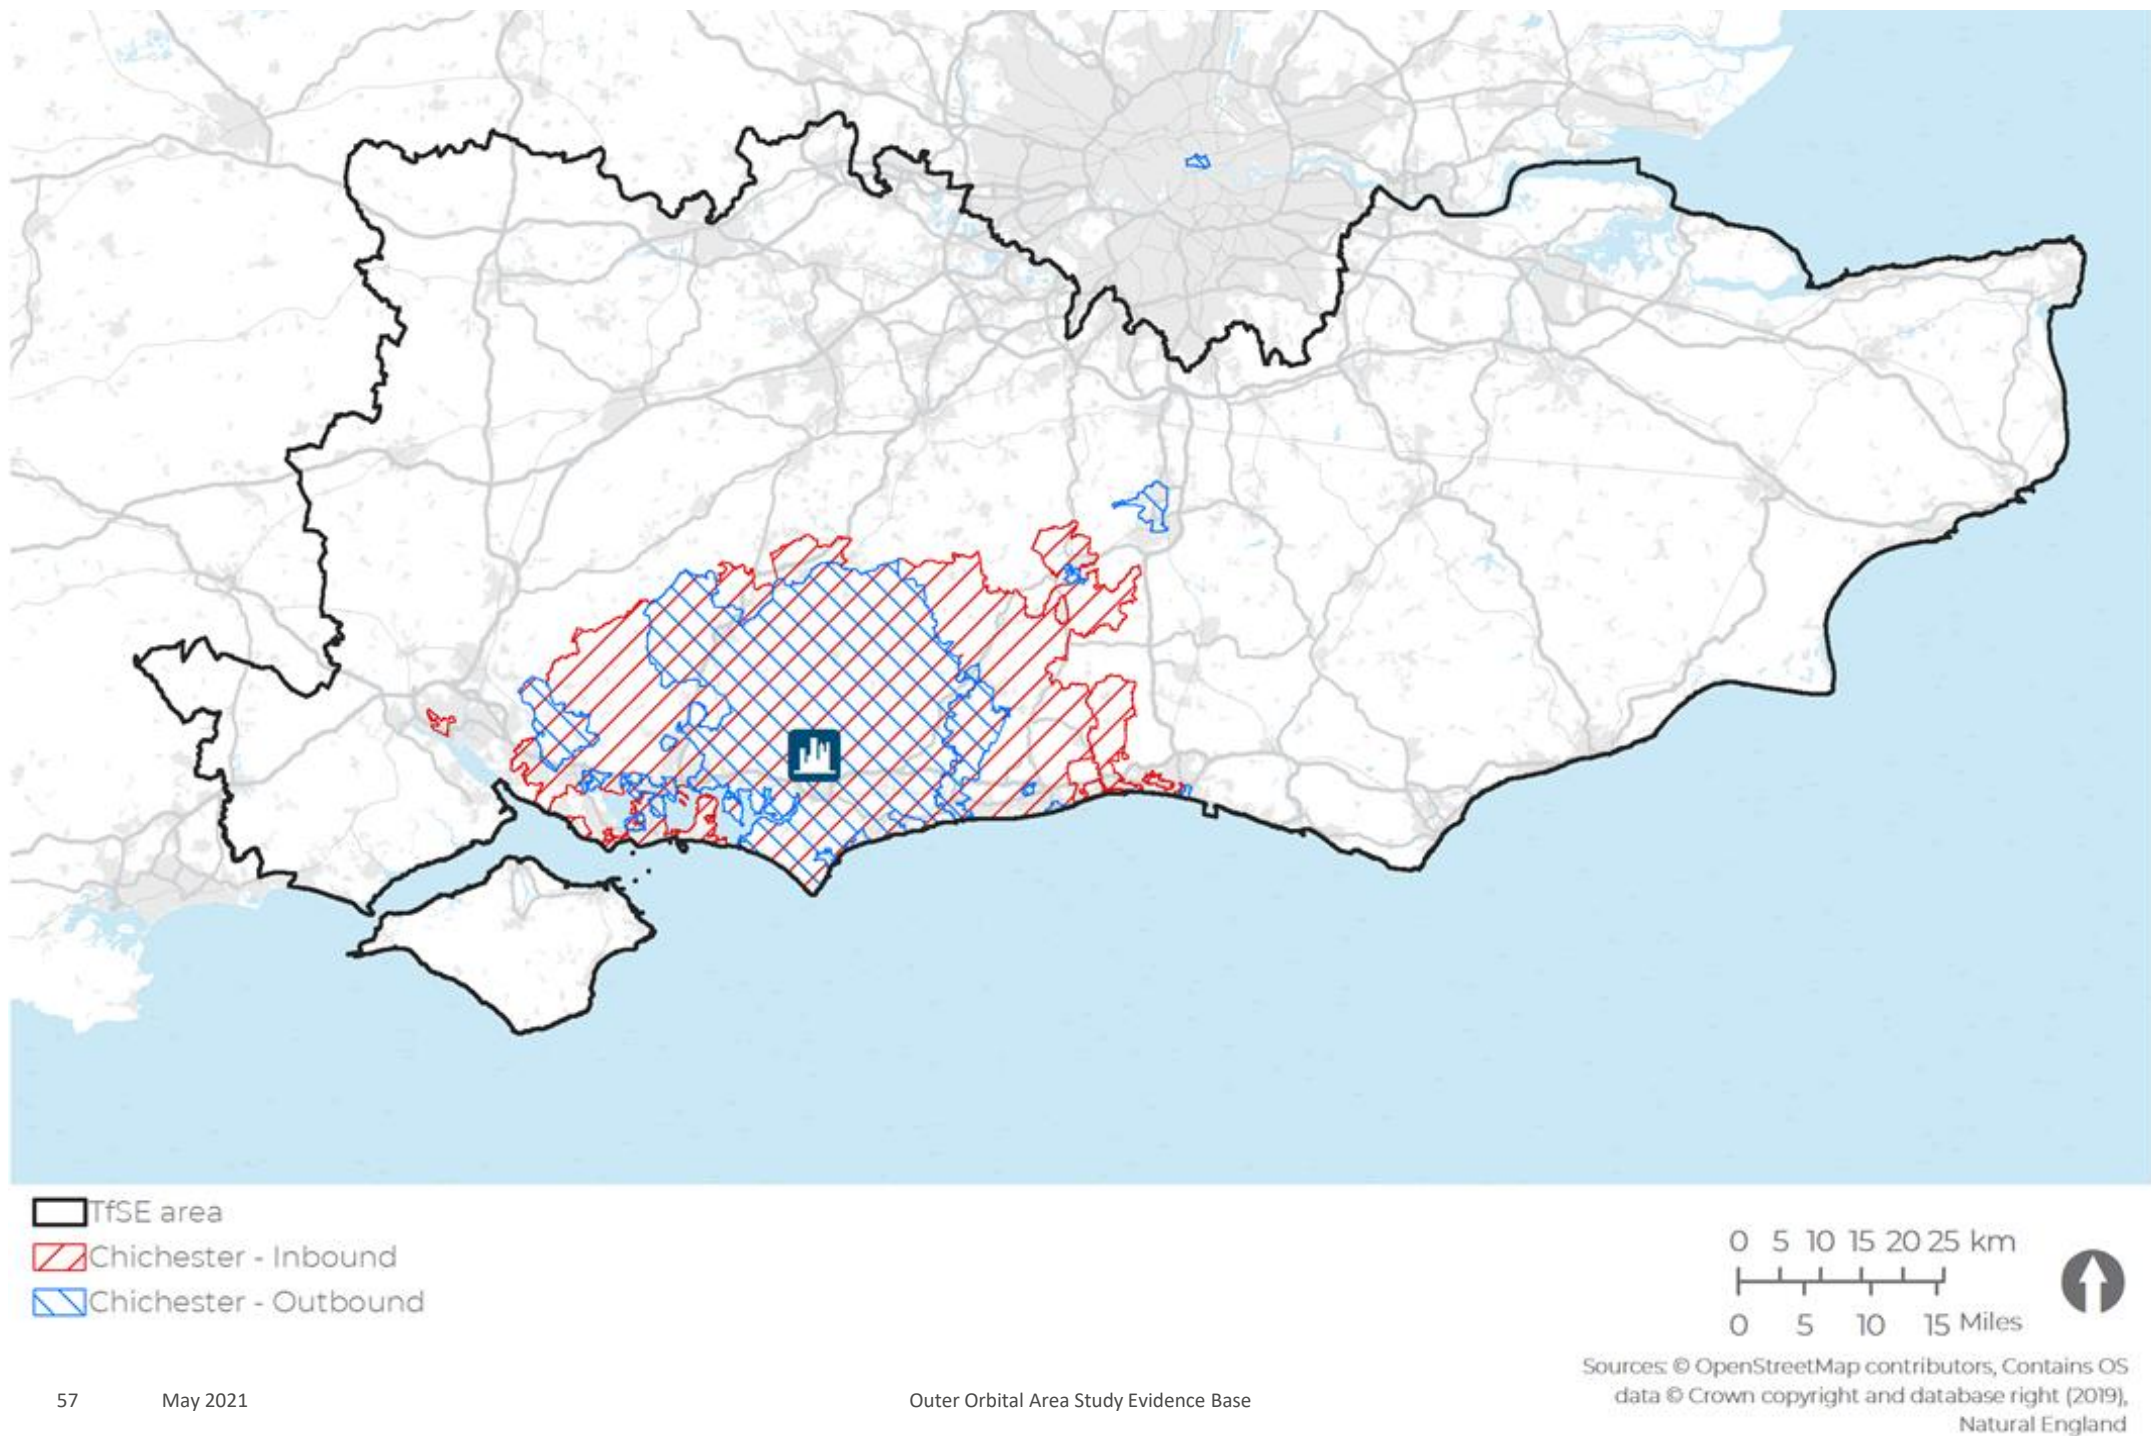 TfSE area
Chichester - Inbound
Chichester - Outbound
0 5 10 15 20 25 km
0 5 10 15 Miles
Sources: © OpenStreetMap contributors, Contains OS
data © Crown copyright and database right (2019),
Natural England
57 May 2021 Outer Orbital Area Study Evidence Base